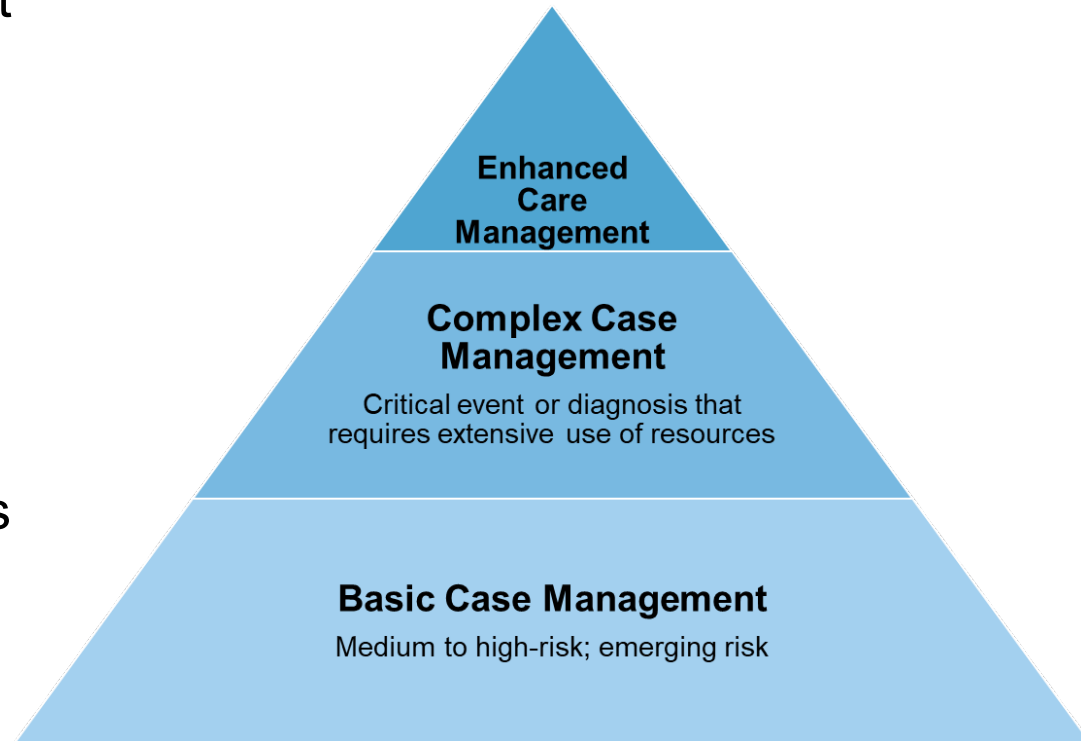 t
Enhanced
Care
Management
Complex Case
Management
Critical event or diagnosis that
requires extensive use of resources
s
Basic Case Management
Medium to high-risk; emerging risk